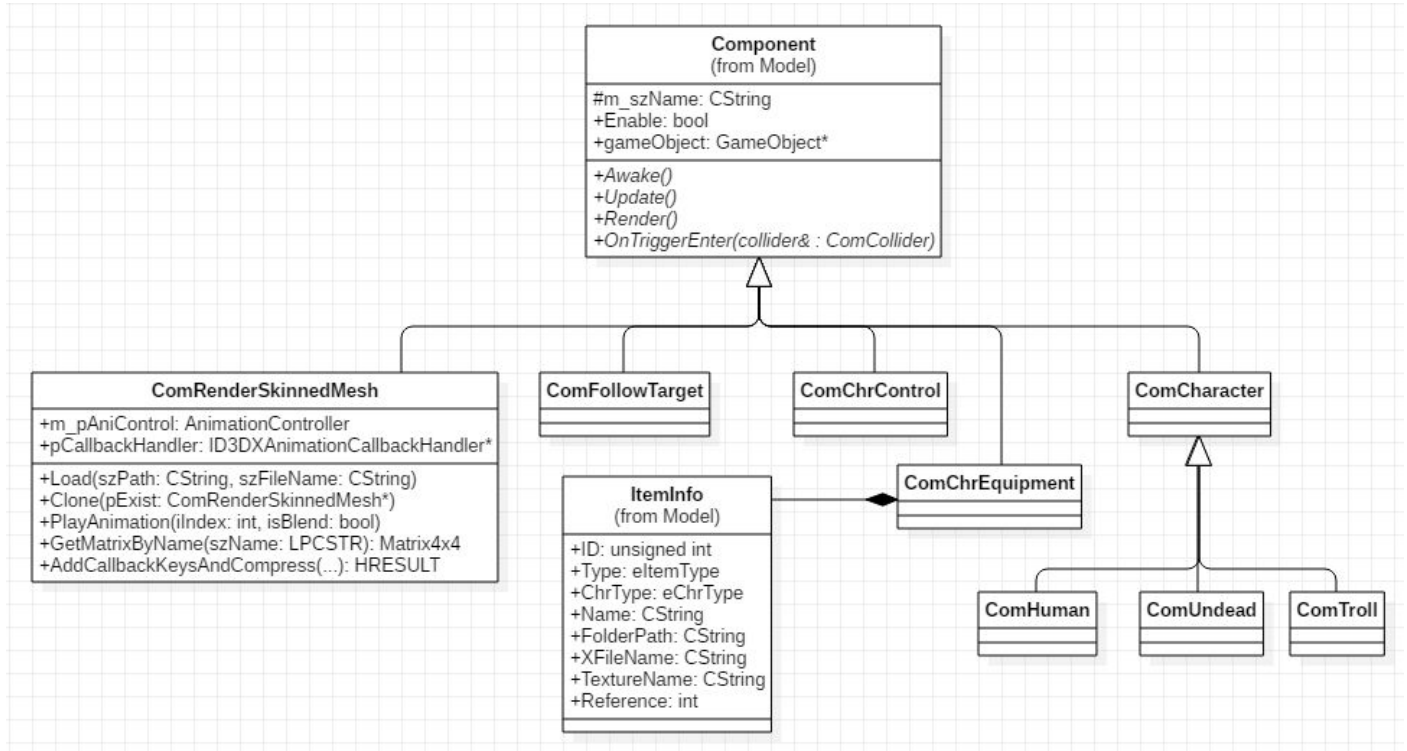 Component
(from Model)
#m_szName: CString
+Enable: bool
+gameObject: GameObject*
+Awake()
+Update()
+Render()
+OnTriggerEnter(collider& : ComCollider)
ComRenderSkinnedMesh
+m_pAniControl: AnimationController
+pCallbackHandler: ID3DXAnimationCallbackHandler*
+Load(szPath: CString, szFileName: CString)
+Clone(pExist: ComRenderSkinnedMesh*)
+PlayAnimation(iIndex: int, isBlend: bool)
+GetMatrixByName(szName: LPCSTR): Matrix4x4
+AddCallbackKeysAndCompress(...): HRESULT
ComFollowTarget
ComChrControl
ComCharacter
ComChrEquipment
ItemInfo
(from Model)
+ID: unsigned int
+Type: eItemType
+ChrType: eChrType
+Name: CString
+FolderPath: CString
+XFileName: CString
+TextureName: CString
+Reference: int
ComHuman
ComUndead
ComTroll